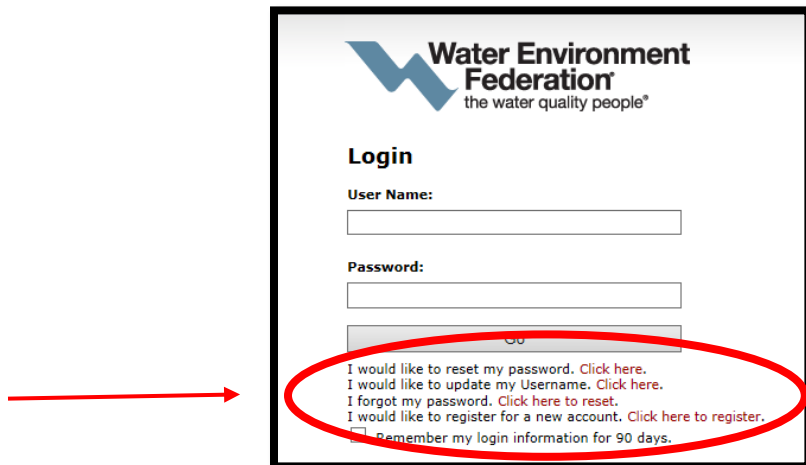 Water Environment
Federation®
the water quality people®
Login
User Name:
Password:
Go
I would like to reset my password. Click here.
I would like to update my Username. Click here.
I forgot my password. Click here to reset.
I would like to register for a new account. Click here to register.
Remember my login information for 90 days.